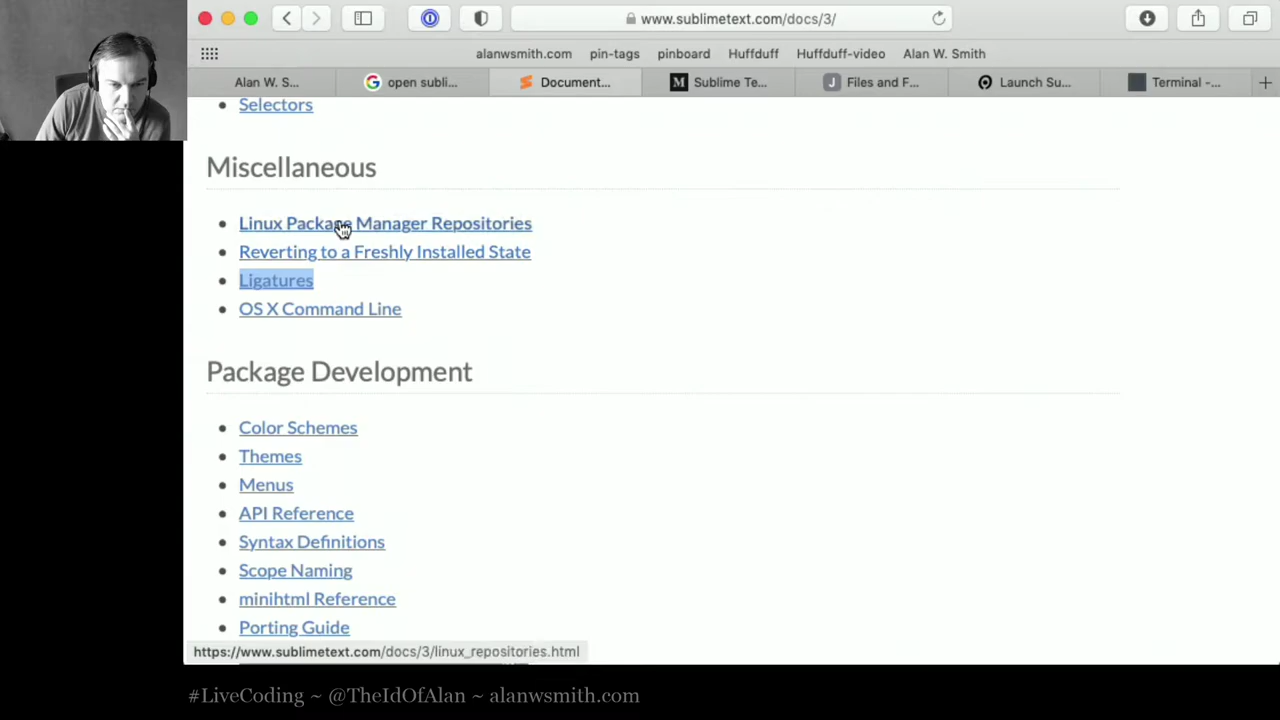 www.sublimetext.com/docs/3/
alanwsmith.com pin-tags pinboard Huffduff Huffduff-video Alan W. Smith
Alan W. S... open subli... Document... Sublime Te... Files and F... Launch Su... Terminal -...
Selectors
Miscellaneous
Linux Package Manager Repositories
Reverting to a Freshly Installed State
Ligatures
OS X Command Line
Package Development
Color Schemes
Themes
Menus
API Reference
Syntax Definitions
Scope Naming
minihtml Reference
Porting Guide
https://www.sublimetext.com/docs/3/linux_repositories.html
#LiveCoding ~ @TheIdOfAlan ~ alanwsmith.com